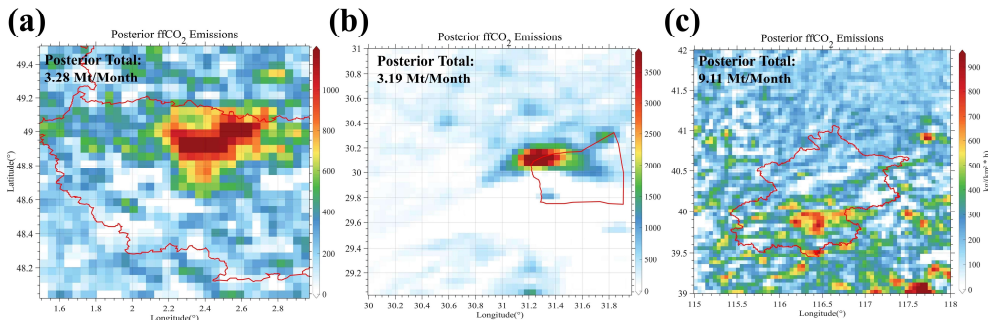 (a)
Posterior ffCO2 Emissions
Posterior Total:
3.28 Mt/Month
Latitude(°)
49.4
49.2
49
48.8
48.6
48.4
48.2
1.6 1.8 2 2.2 2.4 2.6 2.8
Longitude(°)
1000
800
600
400
200
0
(b)
Posterior ffCO2 Emissions
Posterior Total:
3.19 Mt/Month
31
30.8
30.6
30.4
30.2
30
29.8
29.6
29.4
29.2
30 30.2 30.4 30.6 30.8 31 31.2 31.4 31.6 31.8
Longitude(°)
3500
3000
2500
2000
1500
1000
500
0
(c)
Posterior ffCO2 Emissions
Posterior Total:
9.11 Mt/Month
42
41.5
41
40.5
40
39.5
39
115 115.5 116 116.5 117 117.5 118
Longitude(°)
900
800
700
600
500
400
300
200
100
0